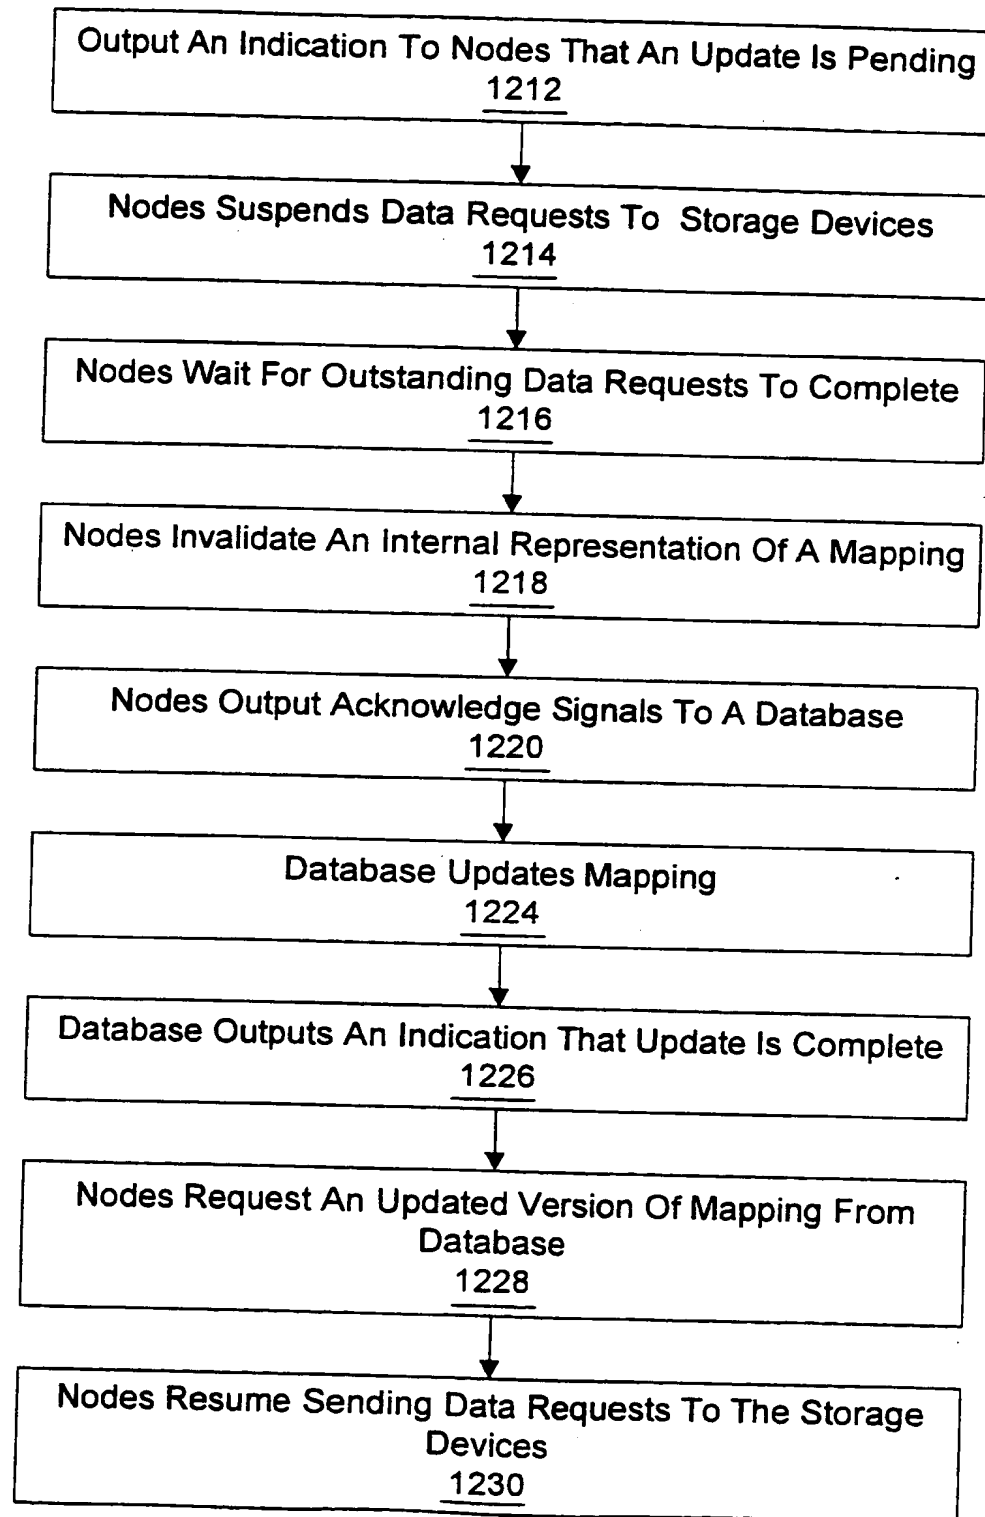 Output An Indication To Nodes That An Update Is Pending
1212
Nodes Suspends Data Requests To Storage Devices
1214
Nodes Wait For Outstanding Data Requests To Complete
1216
Nodes Invalidate An Internal Representation Of A Mapping
1218
Nodes Output Acknowledge Signals To A Database
1220
Database Updates Mapping
1224
Database Outputs An Indication That Update Is Complete
1226
Nodes Request An Updated Version Of Mapping From
Database
1228
Nodes Resume Sending Data Requests To The Storage
Devices
1230